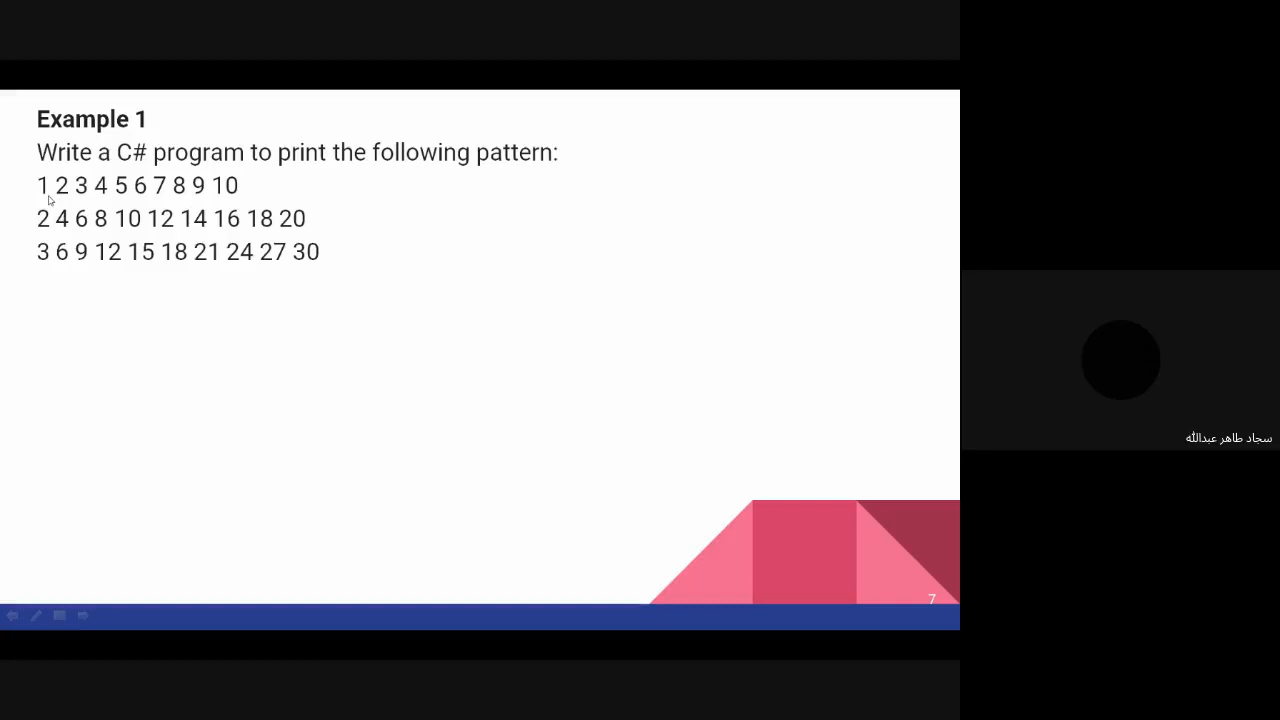 Example 1
Write a C# program to print the following pattern:
1 2 3 4 5 6 7 8 9 10
2 4 6 8 10 12 14 16 18 20
3 6 9 12 15 18 21 24 27 30
سجاد طاهر عبدالله
7